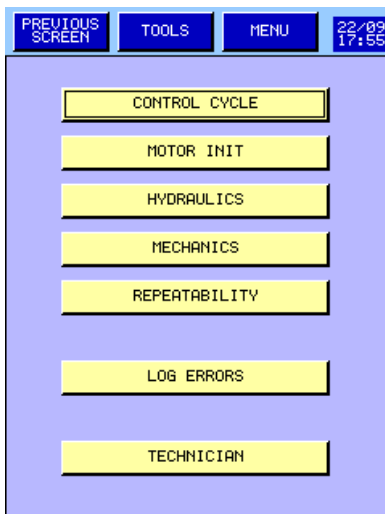 PREVIOUS
SCREEN
TOOLS
MENU
22/09
17:55
CONTROL CYCLE
MOTOR INIT
HYDRAULICS
MECHANICS
REPEATABILITY
LOG ERRORS
TECHNICIAN